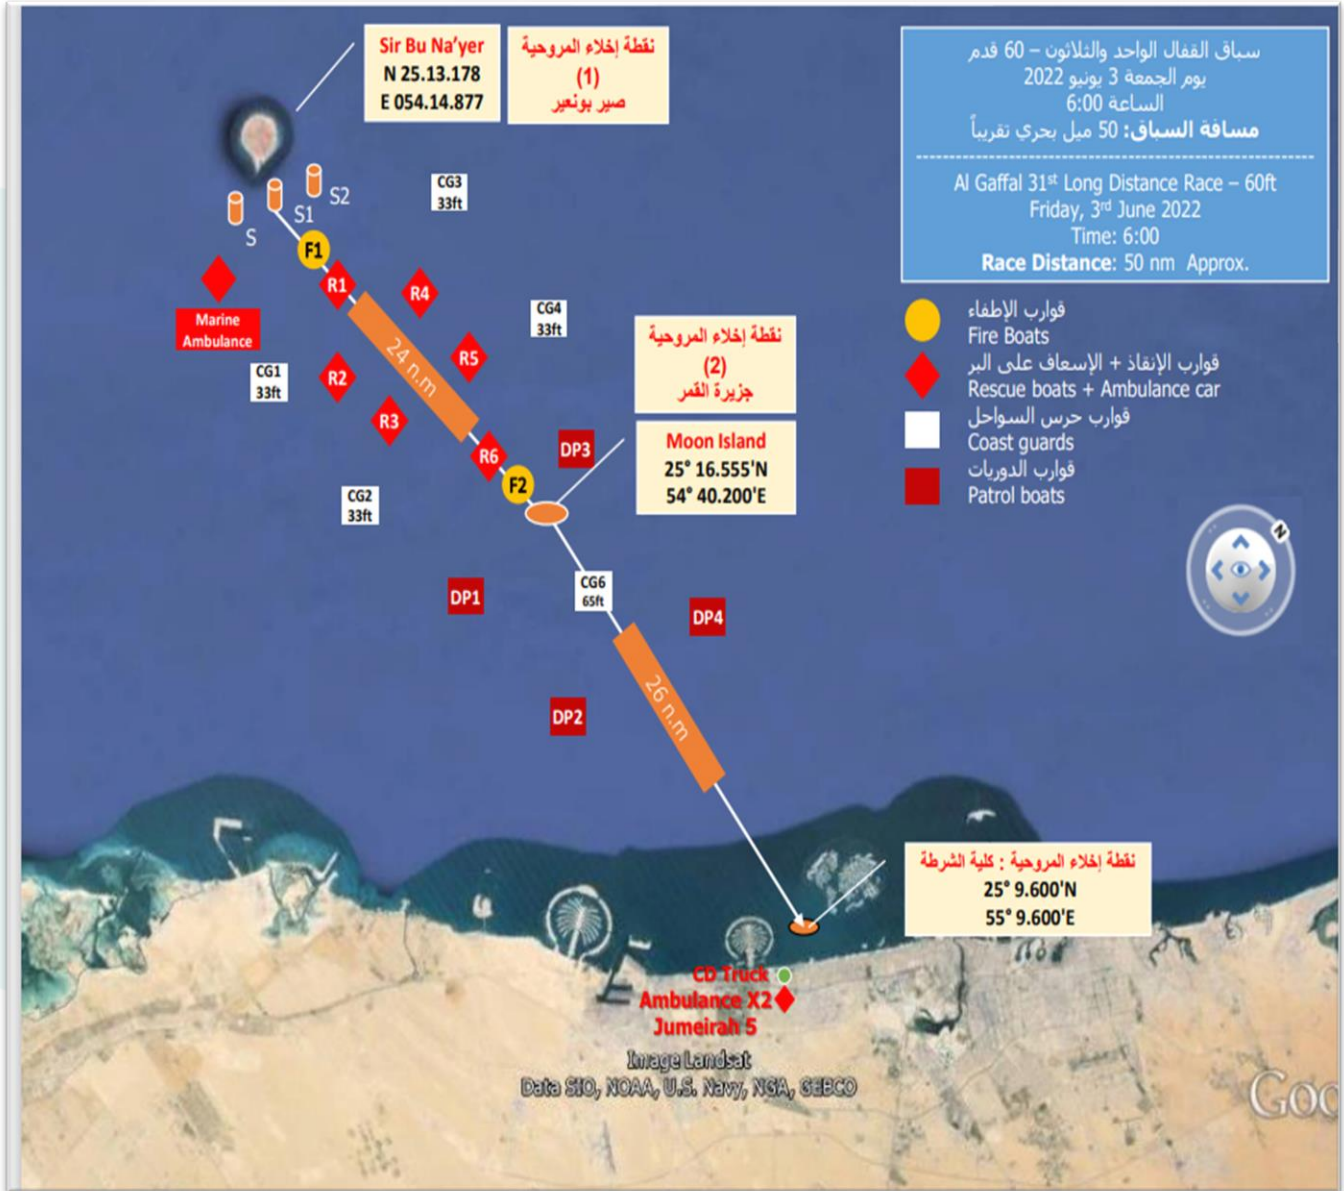 Sir Bu Na'yer
N 25.13.178
E 054.14.877
نقطة إخلاء المروحية
(1)
صير بونعير
سباق القفال الواحد والثلاثون – 60 قدم
يوم الجمعة 3 يونيو 2022
الساعة 6:00
مسافة السباق: 50 ميل بحري تقريباً
Al Gaffal 31st Long Distance Race – 60ft
Friday, 3rd June 2022
Time: 6:00
Race Distance: 50 nm Approx.
S2
S1
S
CG3
33ft
F1
R1
R4
Marine
Ambulance
CG4
33ft
24 n.m
R5
CG1
33ft
R2
R3
R6
F2
CG2
33ft
DP3
نقطة إخلاء المروحية
(2)
جزيرة القمر
Moon Island
25° 16.555'N
54° 40.200'E
قوارب الإطفاء
Fire Boats
قوارب الإنقاذ + الإسعاف على البر
Rescue boats + Ambulance car
قوارب حرس السواحل
Coast guards
قوارب الدوريات
Patrol boats
N
DP1
CG6
65ft
DP4
26 n.m
DP2
نقطة إخلاء المروحية : كلية الشرطة
25° 9.600'N
55° 9.600'E
CD Truck
Ambulance X2
Jumeirah 5
Image Landsat
Data SIO, NOAA, U.S. Navy, NGA, GEBCO
Goo